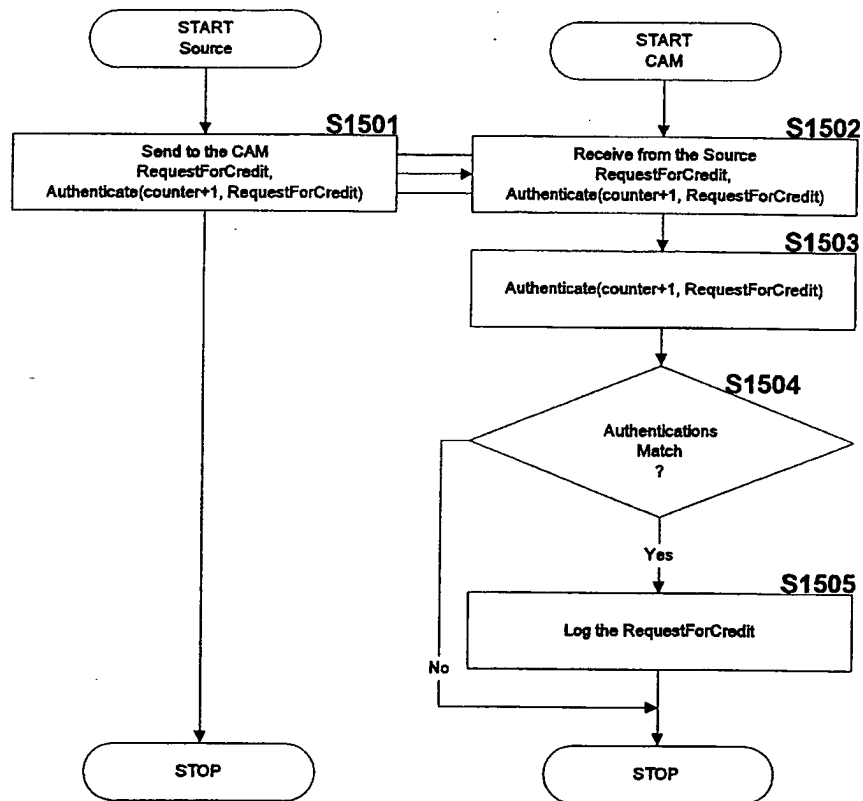 START
Source
START
CAM
S1501
Send to the CAM
RequestForCredit,
Authenticate(counter+1, RequestForCredit)
S1502
Receive from the Source
RequestForCredit,
Authenticate(counter+1, RequestForCredit)
S1503
Authenticate(counter+1, RequestForCredit)
S1504
Authentications
Match
?
Yes
S1505
Log the RequestForCredit
No
STOP
STOP